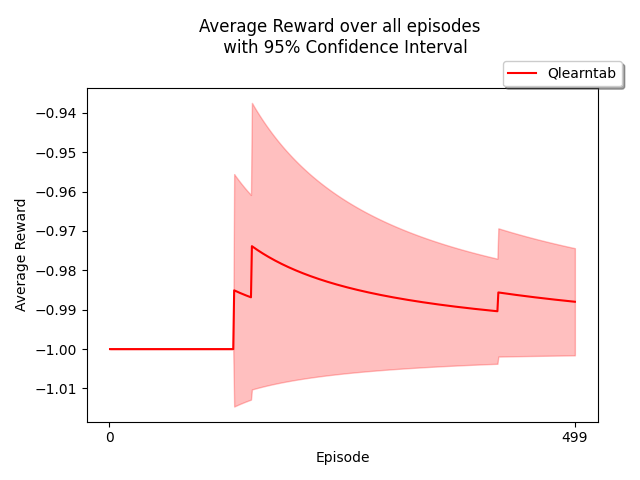 Average Reward over all episodes
with 95% Confidence Interval
Qlearntab
−0.94
−0.95
−0.96
−0.97
−0.98
−0.99
−1.00
−1.01
Average Reward
0
499
Episode